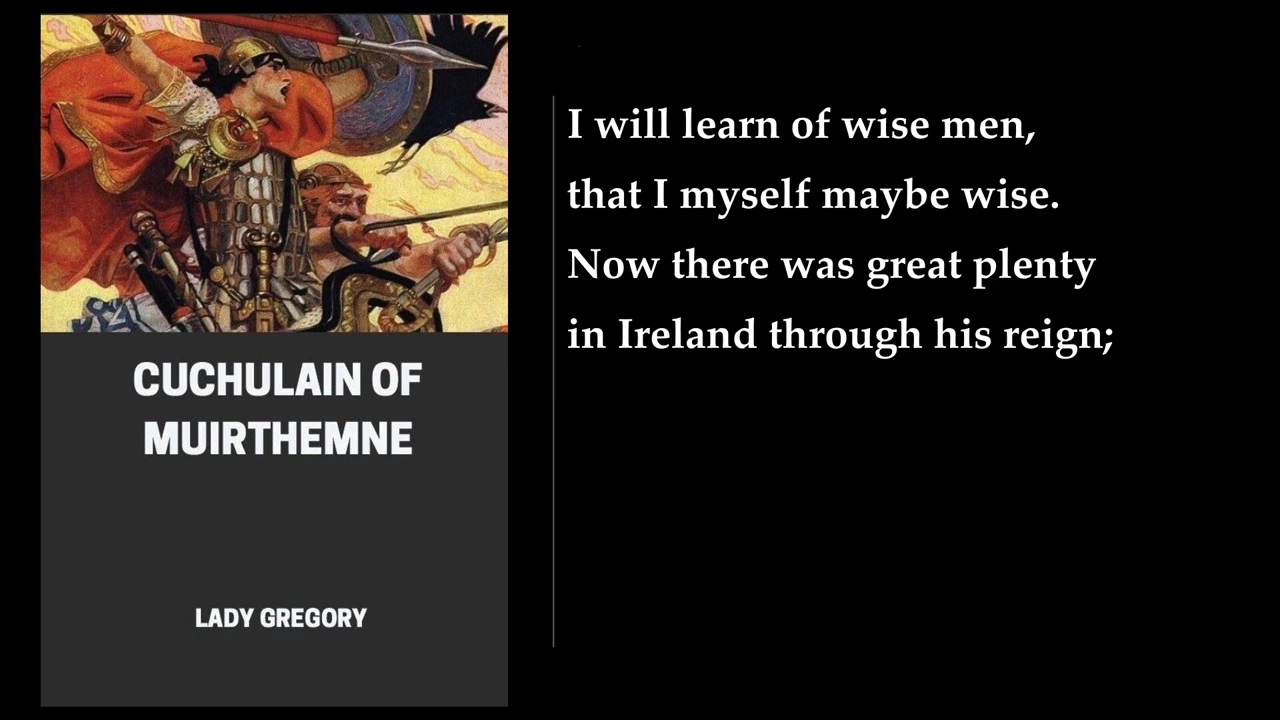 CUCHULAIN OF
MUIRTHEMNE
LADY GREGORY
I will learn of wise men,
that I myself maybe wise.
Now there was great plenty
in Ireland through his reign;